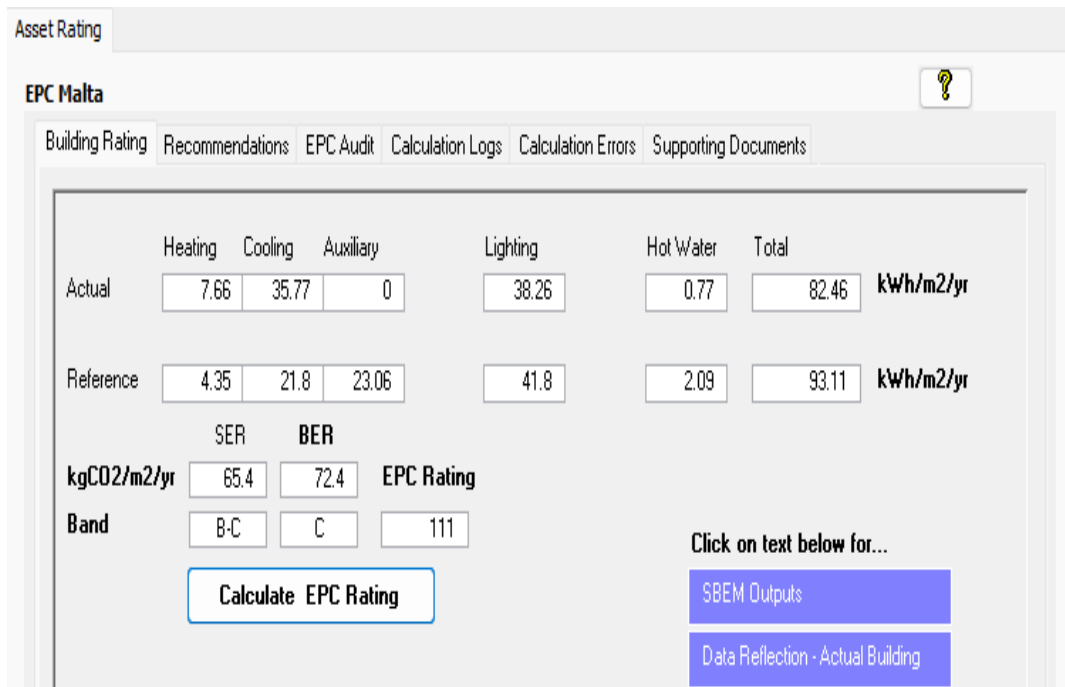 Asset Rating
EPC Malta
?
Building Rating Recommendations EPC Audit Calculation Logs Calculation Errors Supporting Documents
Heating Cooling Auxiliary Lighting Hot Water Total
Actual 7.66 35.77 0 38.26 0.77 82.46 kWh/m2/yr
Reference 4.35 21.8 23.06 41.8 2.09 93.11 kWh/m2/yr
SER BER
kgCO2/m2/yr 65.4 72.4 EPC Rating
Band B-C C 111
Click on text below for...
Calculate EPC Rating
SBEM Outputs
Data Reflection - Actual Building